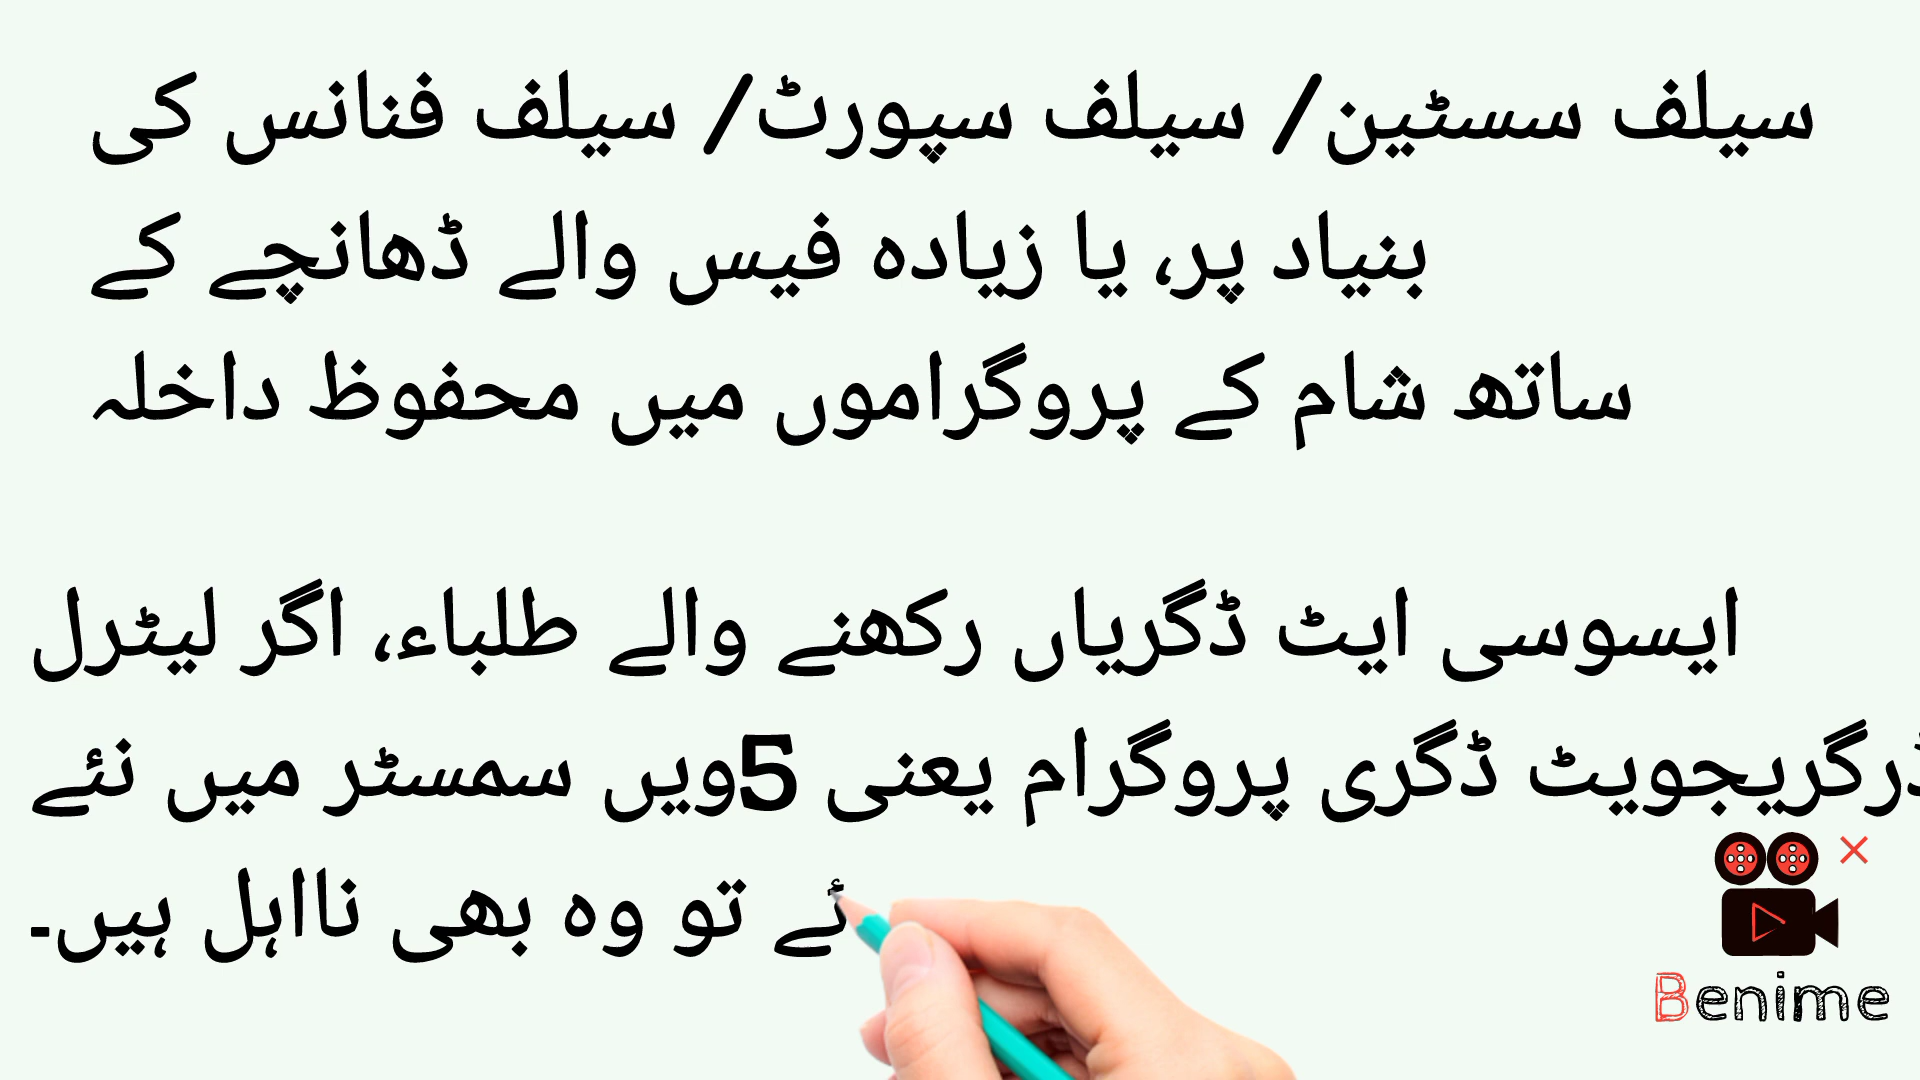 سیلف سسٹین/ سیلف سپورٹ/ سیلف فنانس کی
بنیاد پر، یا زیادہ فیس والے ڈھانچے کے
ساتھ شام کے پروگراموں میں محفوظ داخلہ
ایسوسی ایٹ ڈگریاں رکھنے والے طلباء، اگر لیٹرل
ڈگری پروگرام یعنی 5ویں سمسٹر میں نئے
تو وہ بھی نااہل ہیں۔
Benime